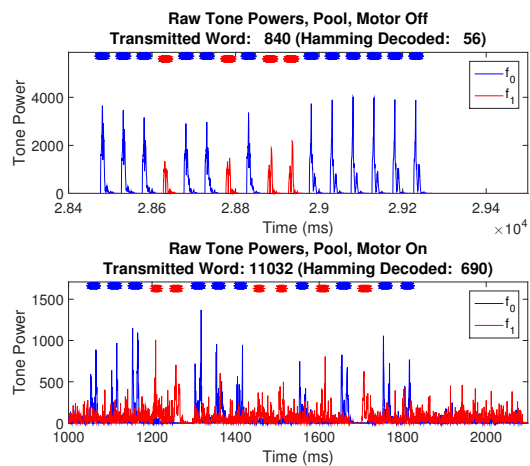 Raw Tone Powers, Pool, Motor Off
Transmitted Word: 840 (Hamming Decoded: 56)
f0
f1
Tone Power
4000
2000
0
2.84 2.86 2.88 2.9 2.92 2.94
Time (ms) ×10^4
Raw Tone Powers, Pool, Motor On
Transmitted Word: 11032 (Hamming Decoded: 690)
f0
f1
Tone Power
1500
1000
500
0
1000 1200 1400 1600 1800 2000
Time (ms)